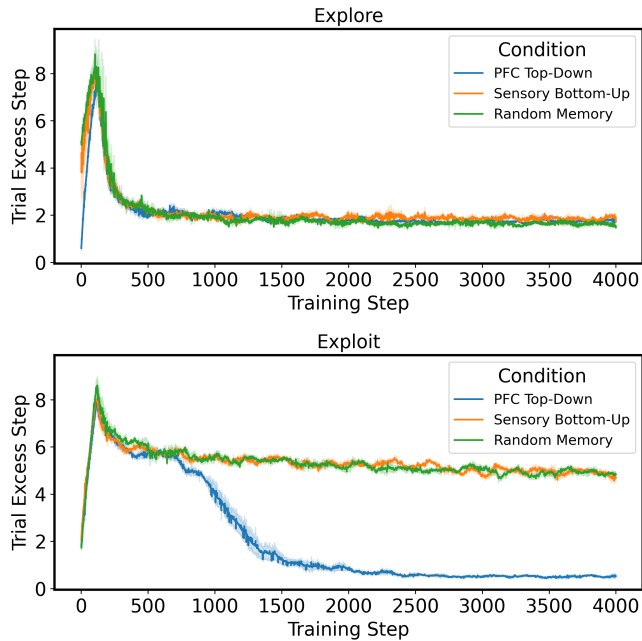 Explore
Trial Excess Step
8
6
4
2
0
Condition
PFC Top-Down
Sensory Bottom-Up
Random Memory
0 500 1000 1500 2000 2500 3000 3500 4000
Training Step
Exploit
Trial Excess Step
8
6
4
2
0
Condition
PFC Top-Down
Sensory Bottom-Up
Random Memory
0 500 1000 1500 2000 2500 3000 3500 4000
Training Step